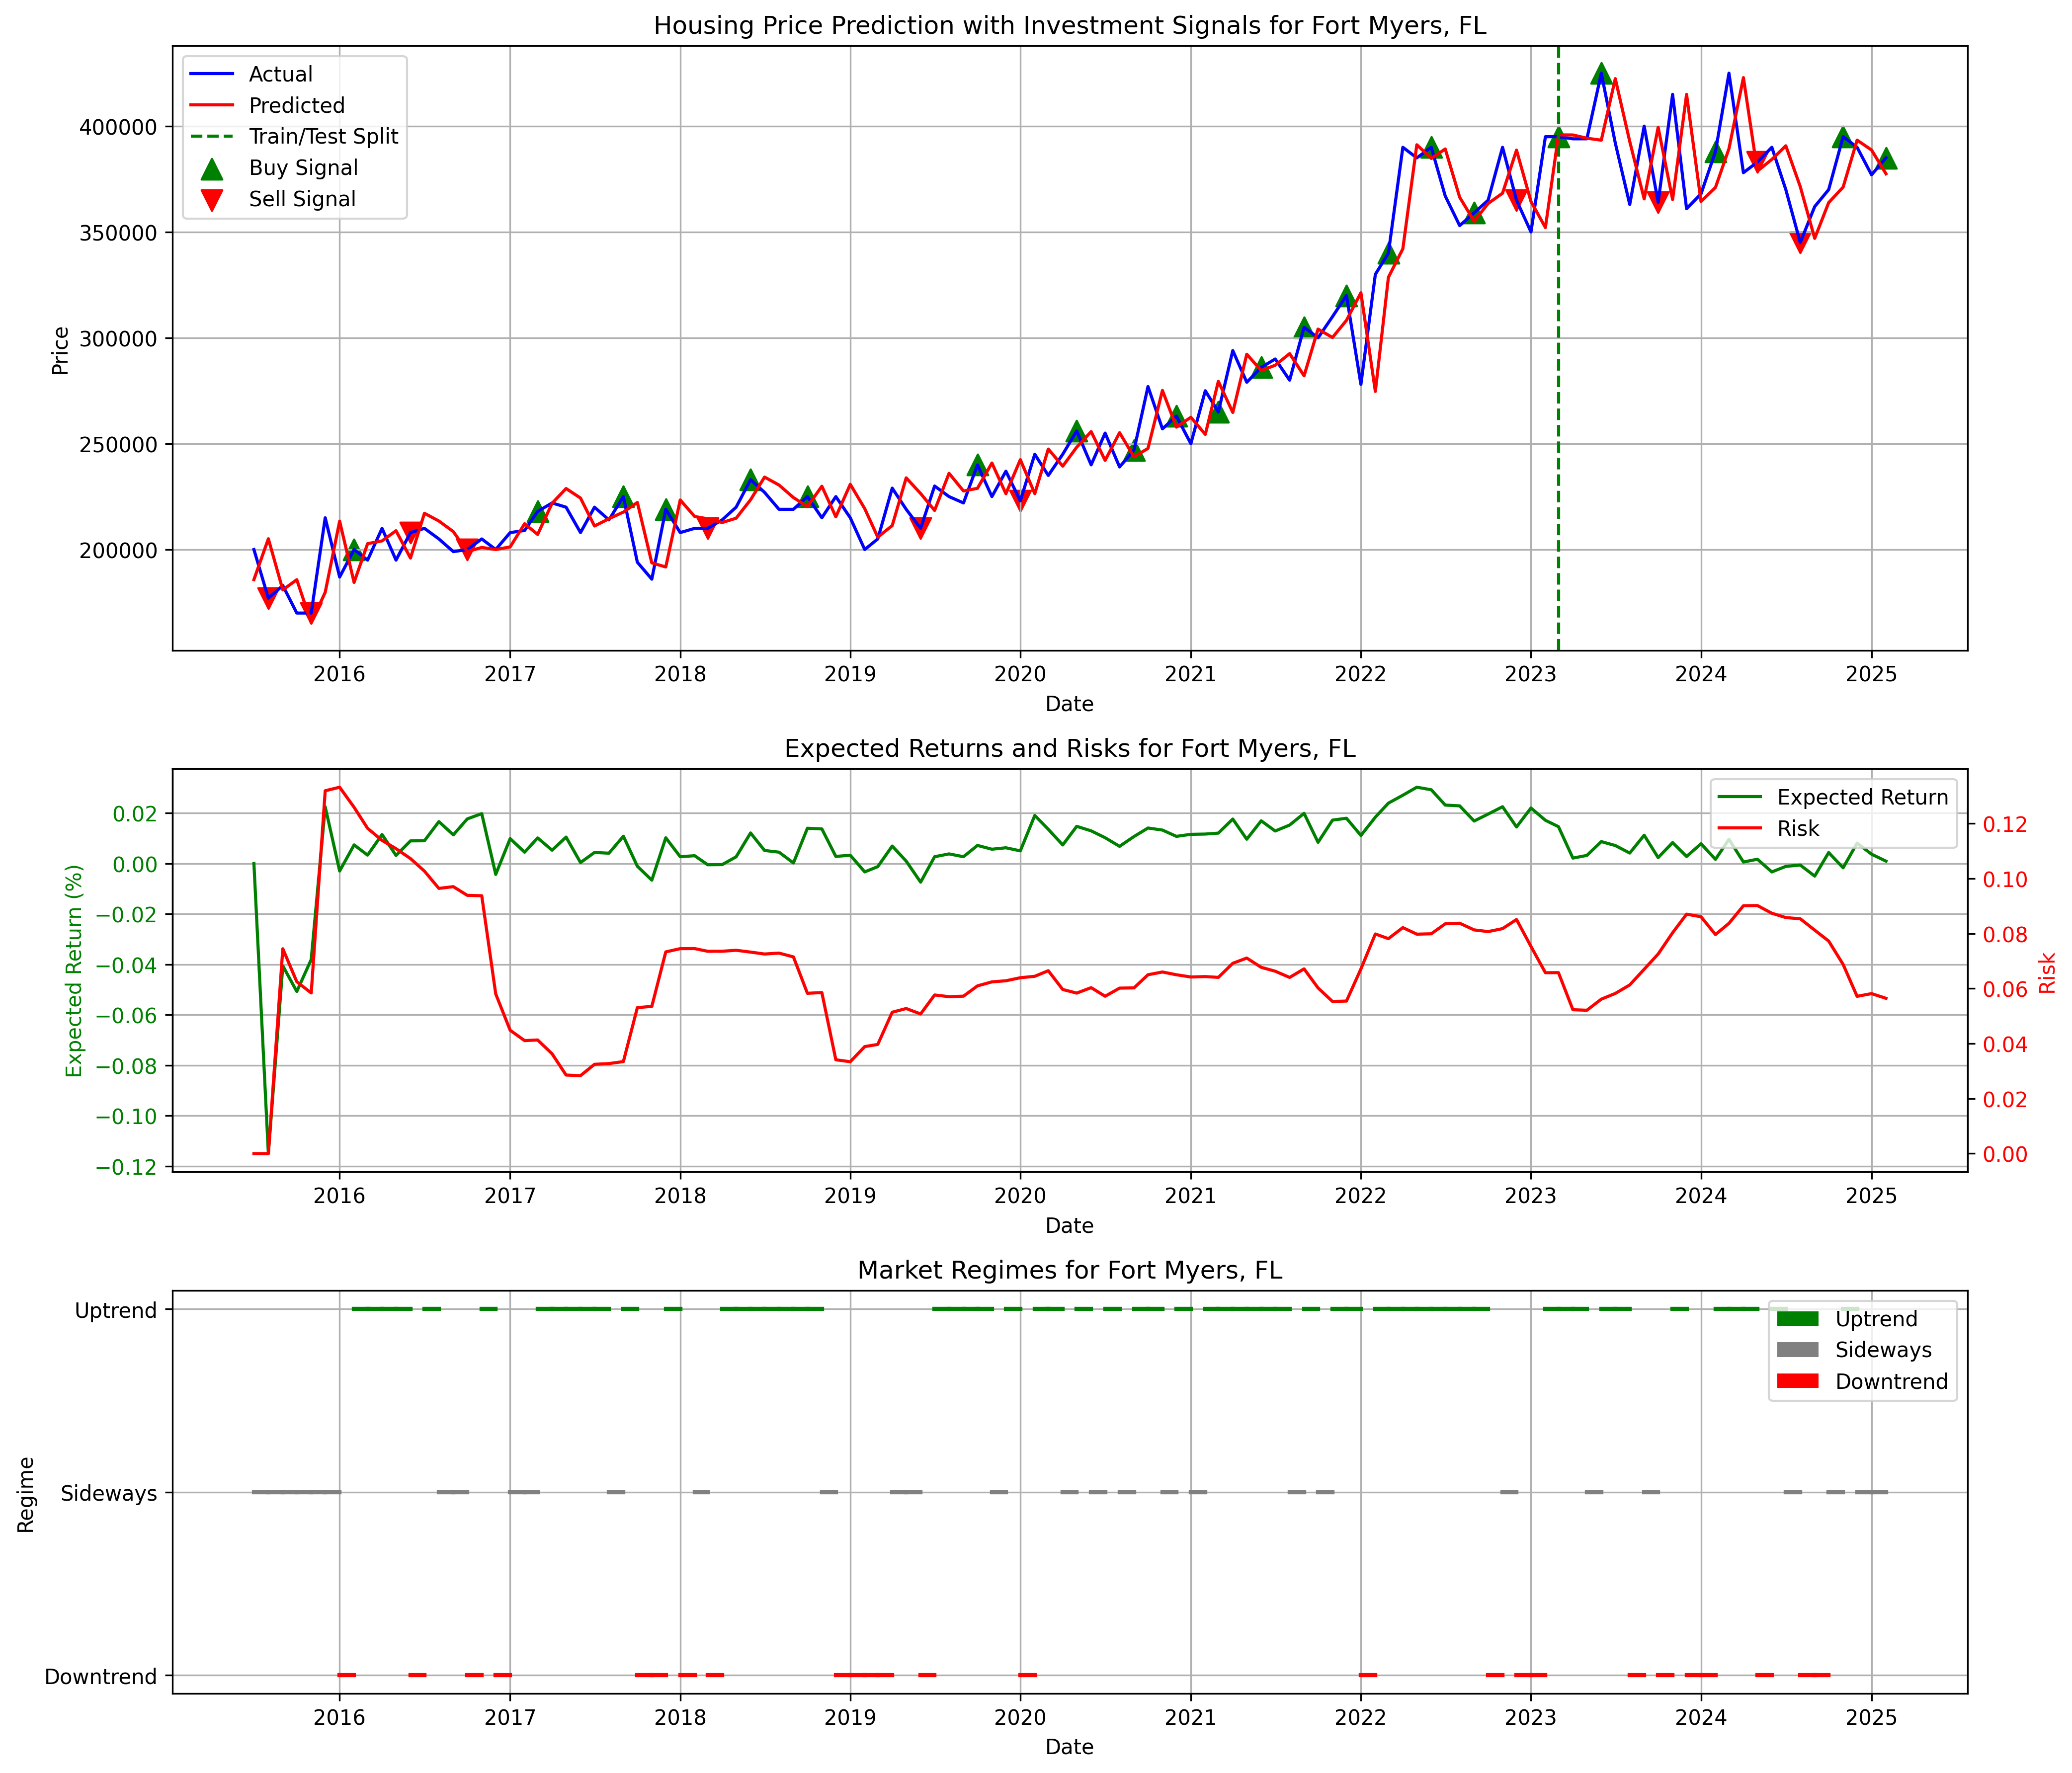 Housing Price Prediction with Investment Signals for Fort Myers, FL
Actual
Predicted
Train/Test Split
Buy Signal
Sell Signal
Price
400000
350000
300000
250000
200000
2016 2017 2018 2019 2020 2021 2022 2023 2024 2025
Date
Expected Returns and Risks for Fort Myers, FL
Expected Return
Risk
Expected Return (%)
0.02
0.00
−0.02
−0.04
−0.06
−0.08
−0.10
−0.12
0.12
0.10
0.08
0.06
0.04
0.02
0.00
Risk
2016 2017 2018 2019 2020 2021 2022 2023 2024 2025
Date
Market Regimes for Fort Myers, FL
Uptrend
Sideways
Downtrend
Regime
Uptrend
Sideways
Downtrend
2016 2017 2018 2019 2020 2021 2022 2023 2024 2025
Date